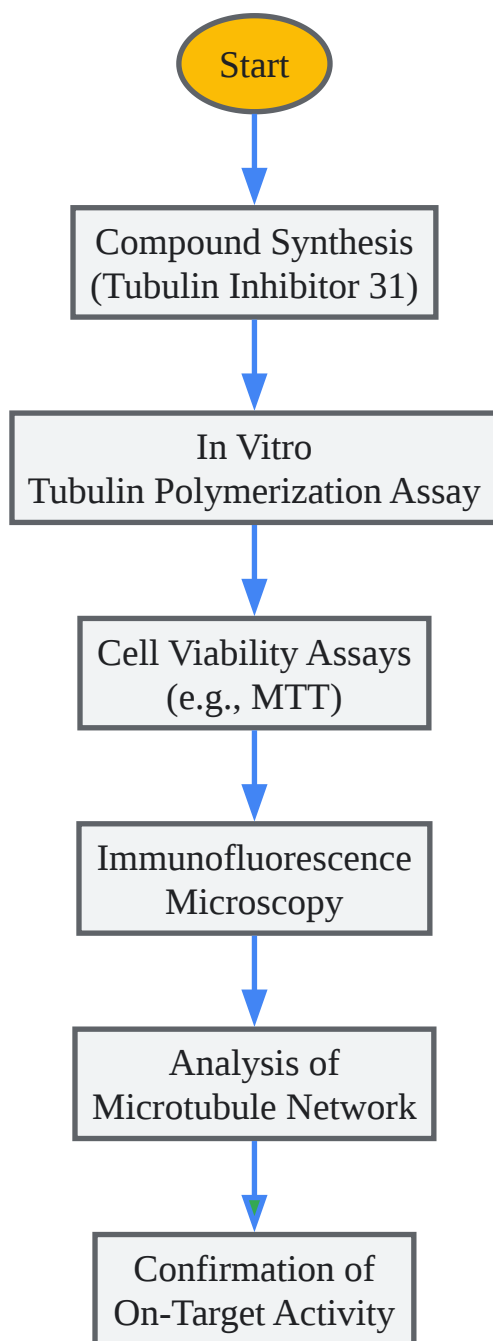 Start
Compound Synthesis
(Tubulin Inhibitor 31)
In Vitro
Tubulin Polymerization Assay
Cell Viability Assays
(e.g., MTT)
Immunofluorescence
Microscopy
Analysis of
Microtubule Network
Confirmation of
On-Target Activity